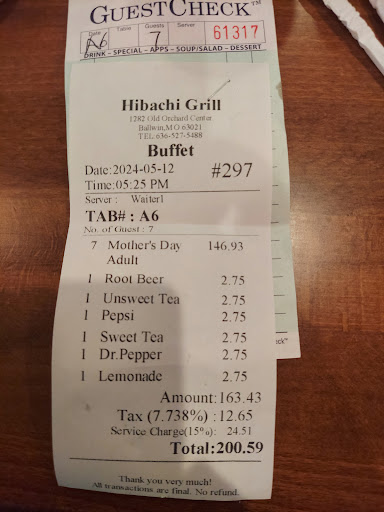 GUESTCHECK™
Date Table Guests Server
A6 7 61317
DRINK - SPECIAL - APPS - SOUP/SALAD - DESSERT
Hibachi Grill
1282 Old Orchard Center
Ballwin,MO 63021
TEL:636-527-5488
Buffet
Date:2024-05-12 #297
Time:05:25 PM
Server : Waiter1
TAB# : A6
No. of Guest : 7
7 Mother's Day 146.93
Adult
1 Root Beer 2.75
1 Unsweet Tea 2.75
1 Pepsi 2.75
1 Sweet Tea 2.75
1 Dr.Pepper 2.75
1 Lemonade 2.75
Amount:163.43
Tax (7.738%) :12.65
Service Charge(15%): 24.51
Total:200.59
Thank you very much!
All transactions are final. No refund.